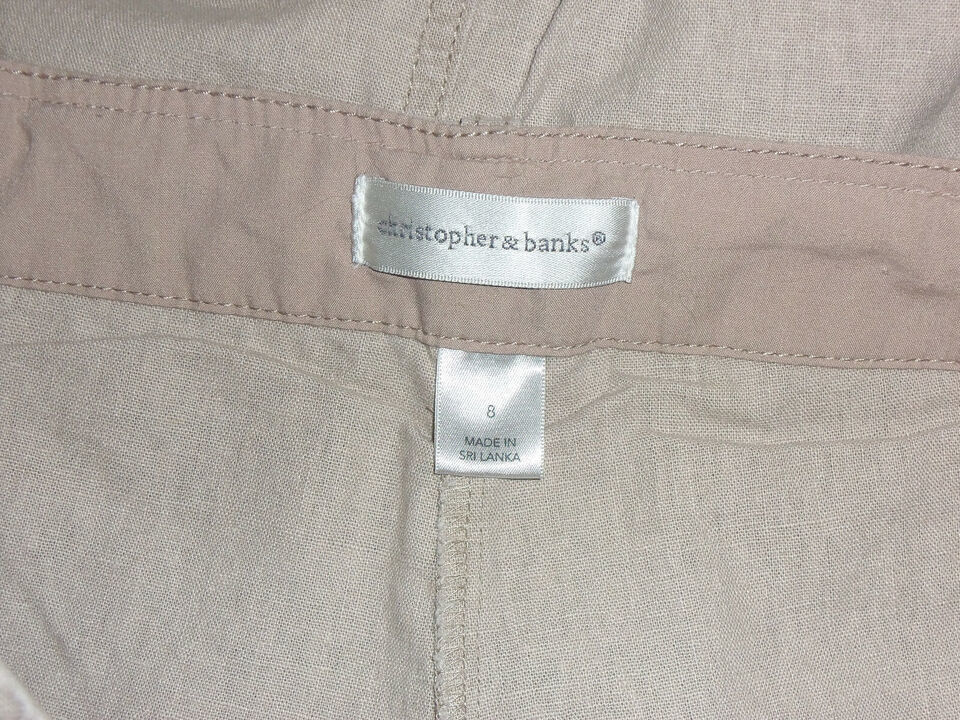 christopher & banks®
8
MADE IN
SRI LANKA